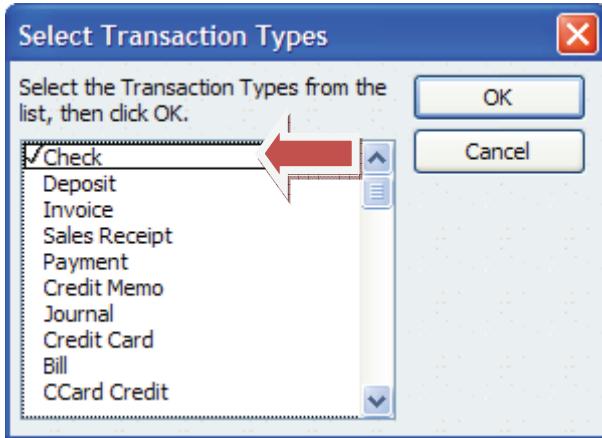 Select Transaction Types
Select the Transaction Types from the
list, then click OK.
OK
Cancel
Check
Deposit
Invoice
Sales Receipt
Payment
Credit Memo
Journal
Credit Card
Bill
CCard Credit